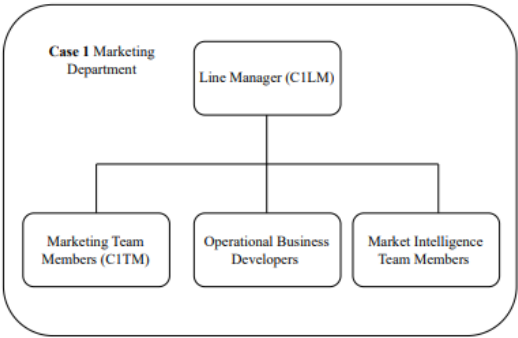 Case 1 Marketing
Department
Line Manager (C1LM)
Marketing Team
Members (C1TM)
Operational Business
Developers
Market Intelligence
Team Members